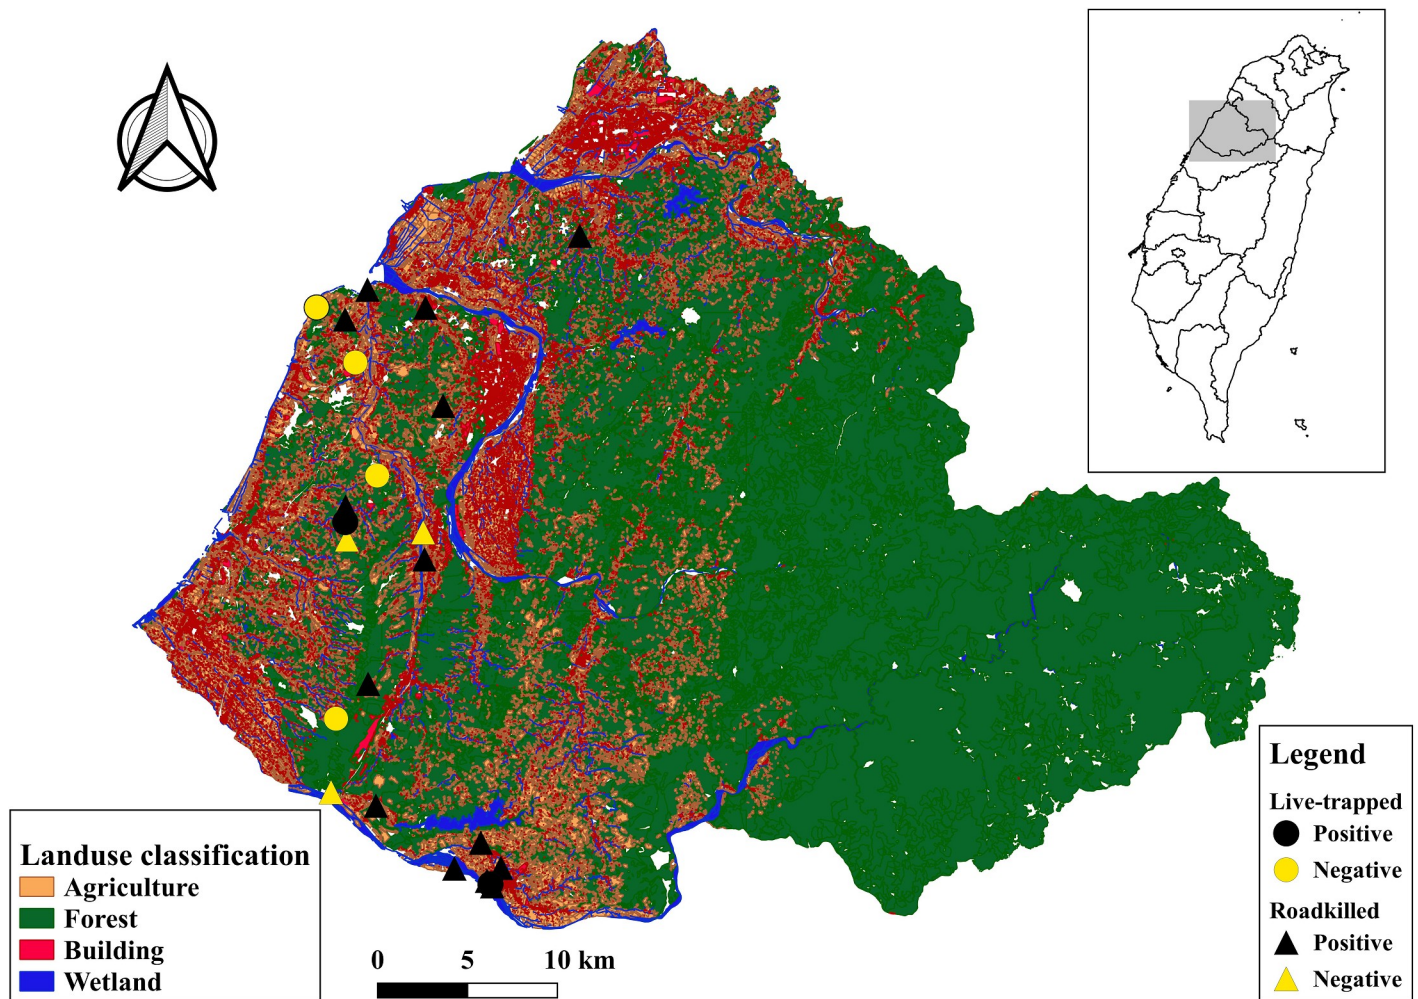 Landuse classification
Agriculture
Forest
Building
Wetland
0 5 10 km
Legend
Live-trapped
Positive
Negative
Roadkilled
Positive
Negative